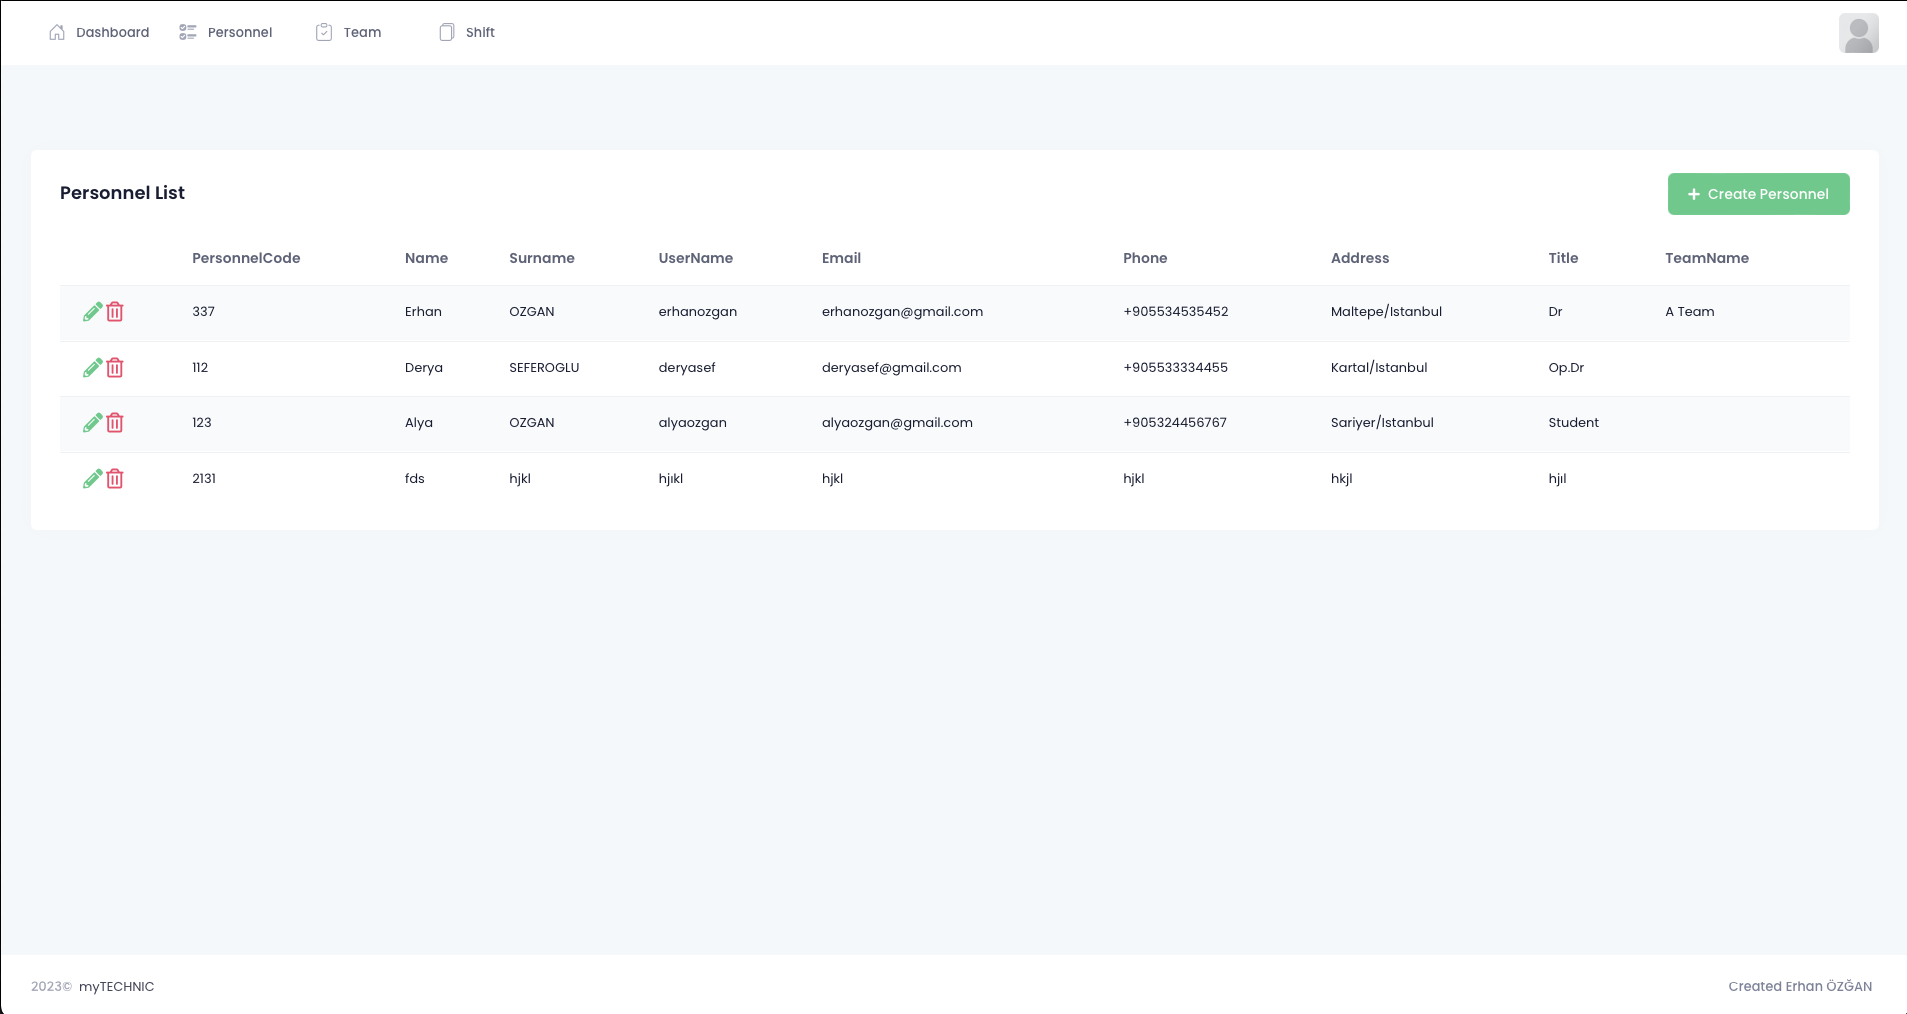 Dashboard Personnel Team Shift
Personnel List
Create Personnel
PersonnelCode Name Surname UserName Email Phone Address Title TeamName
337 Erhan OZGAN erhanozgan erhanozgan@gmail.com +905534535452 Maltepe/Istanbul Dr A Team
112 Derya SEFEROGLU deryasef deryasef@gmail.com +905533334455 Kartal/Istanbul Op.Dr
123 Alya OZGAN alyaozgan alyaozgan@gmail.com +905324456767 Sariyer/Istanbul Student
2131 fds hjkl hjıkl hjkl hjkl hkjl hjıl
2023© myTECHNIC
Created Erhan ÖZĞAN